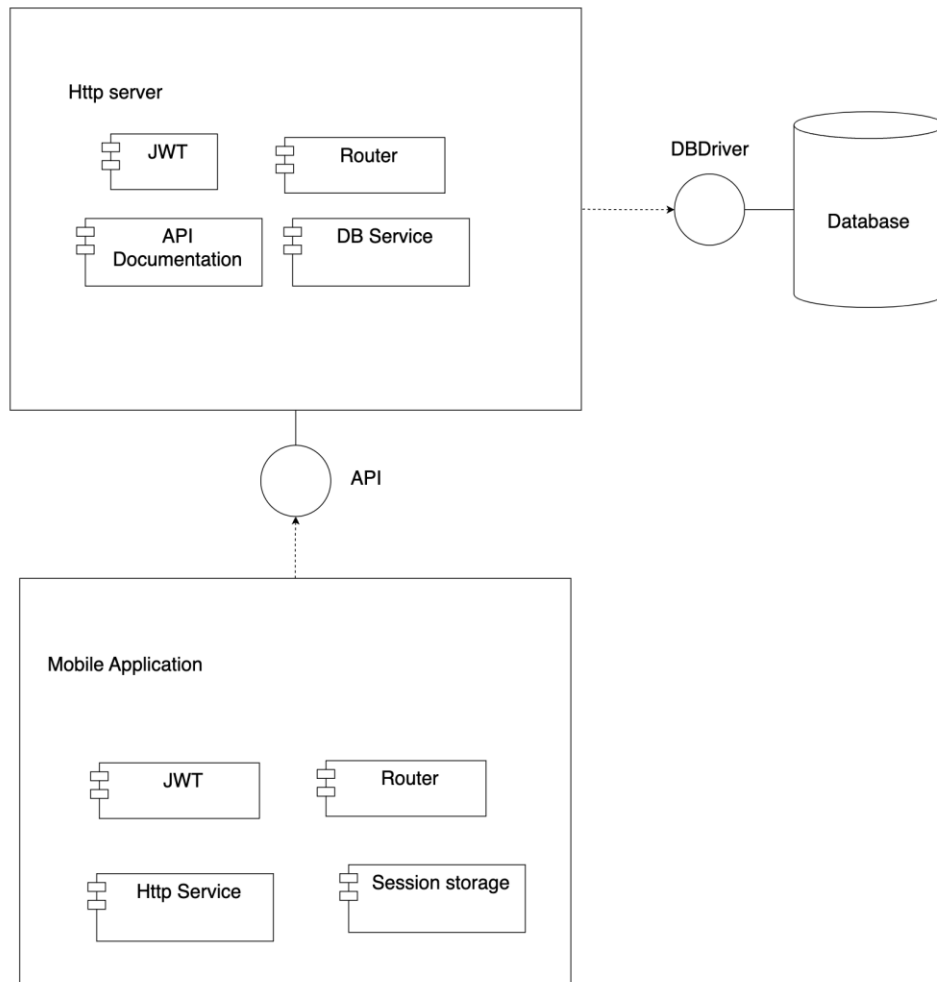 Http server
JWT
Router
API
Documentation
DB Service
DBDriver
Database
API
Mobile Application
JWT
Router
Http Service
Session storage